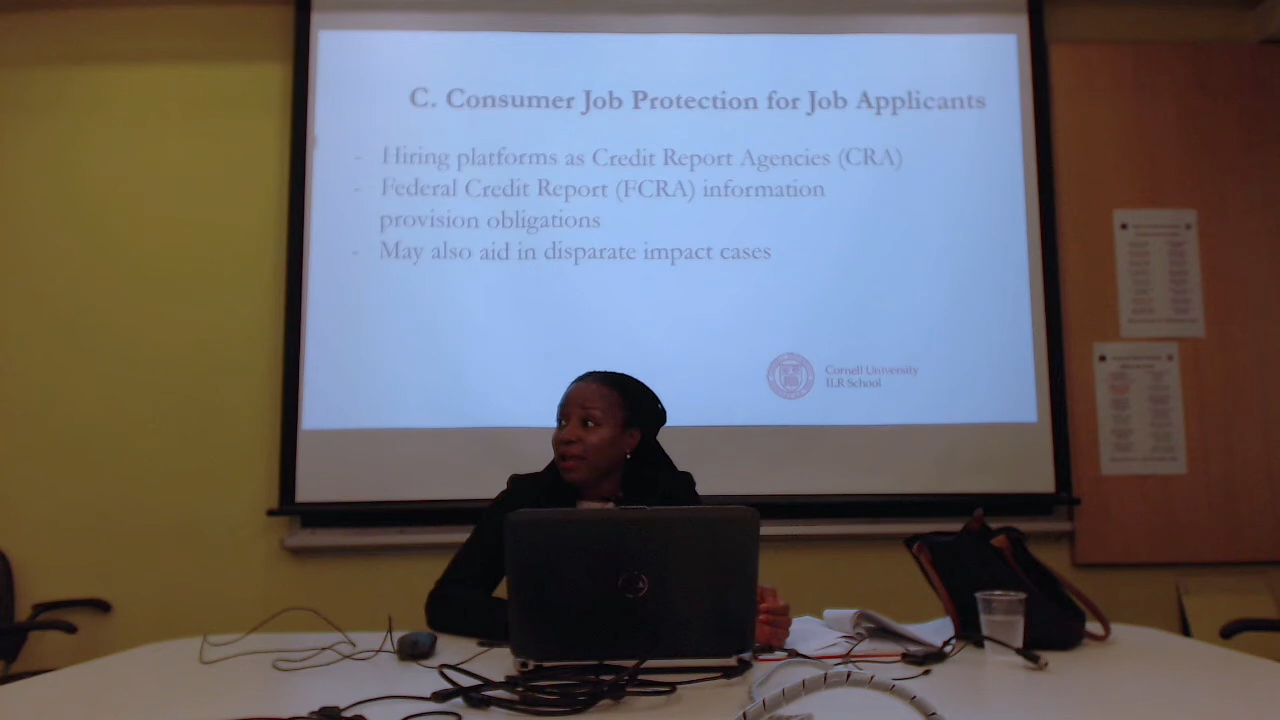 C. Consumer Job Protection for Job Applicants
- Hiring platforms as Credit Report Agencies (CRA)
- Federal Credit Report (FCRA) information
provision obligations
- May also aid in disparate impact cases
Cornell University
ILR School